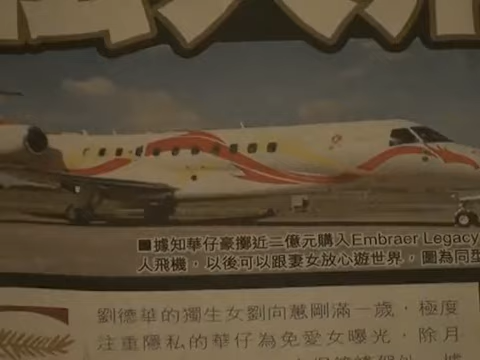 ■據知華仔豪擲近二億元購入Embraer Legacy
人飛機，以後可以跟妻女放心遊世界，圖為同型
劉德華的獨生女劉向蕙剛滿一歲，極度
注重隱私的華仔為免愛女曝光，除月